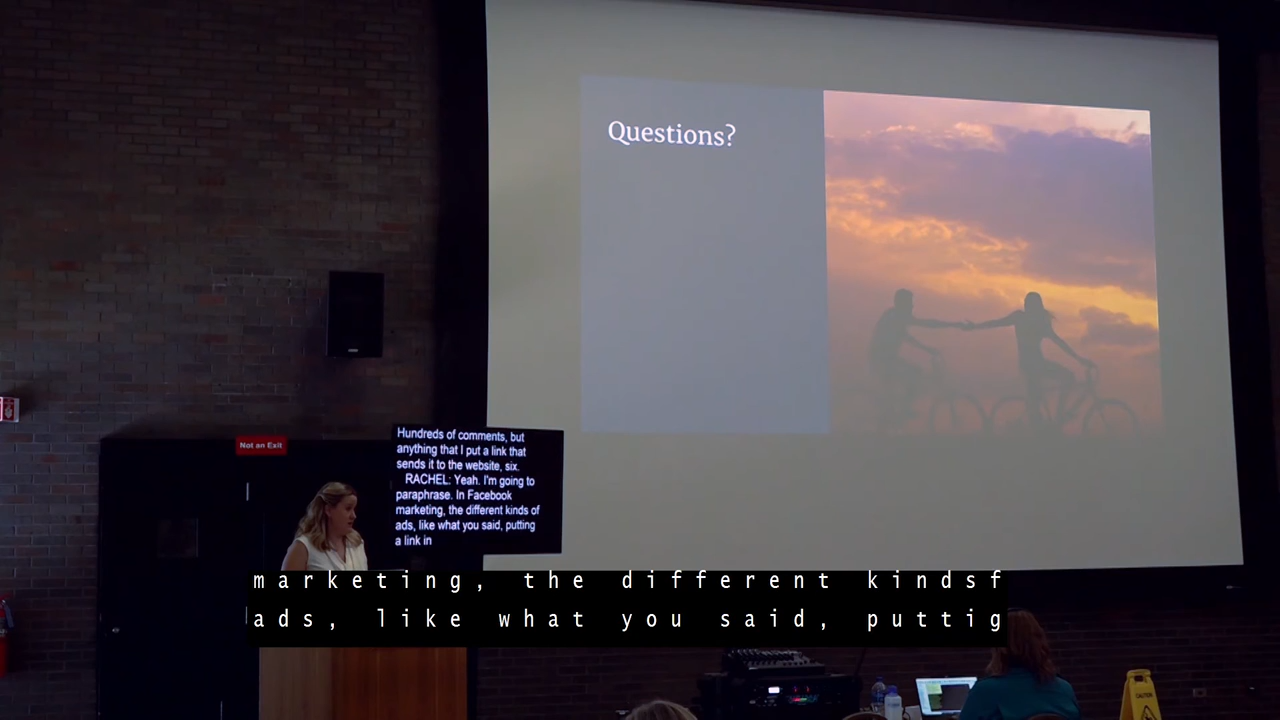 Questions?
Not an Exit
Hundreds of comments, but
anything that I put a link that
sends it to the website, six.
RACHEL: Yeah. I'm going to
paraphrase. In Facebook
marketing, the different kinds of
ads, like what you said, putting
a link in
marketing, the different kindsf
ads, like what you said, puttig
CAUTION